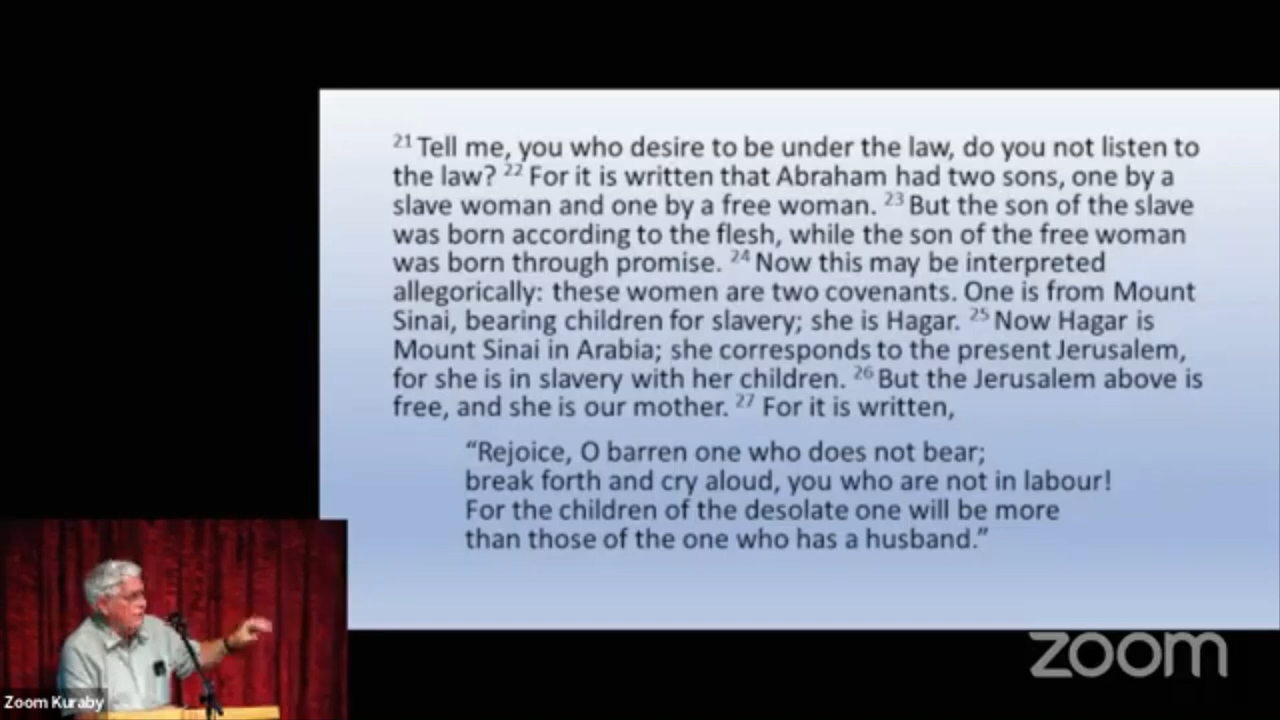 21 Tell me, you who desire to be under the law, do you not listen to
the law? 22 For it is written that Abraham had two sons, one by a
slave woman and one by a free woman. 23 But the son of the slave
was born according to the flesh, while the son of the free woman
was born through promise. 24 Now this may be interpreted
allegorically: these women are two covenants. One is from Mount
Sinai, bearing children for slavery; she is Hagar. 25 Now Hagar is
Mount Sinai in Arabia; she corresponds to the present Jerusalem,
for she is in slavery with her children. 26 But the Jerusalem above is
free, and she is our mother. 27 For it is written,
“Rejoice, O barren one who does not bear;
break forth and cry aloud, you who are not in labour!
For the children of the desolate one will be more
than those of the one who has a husband.”
zoom
Zoom Kuraby